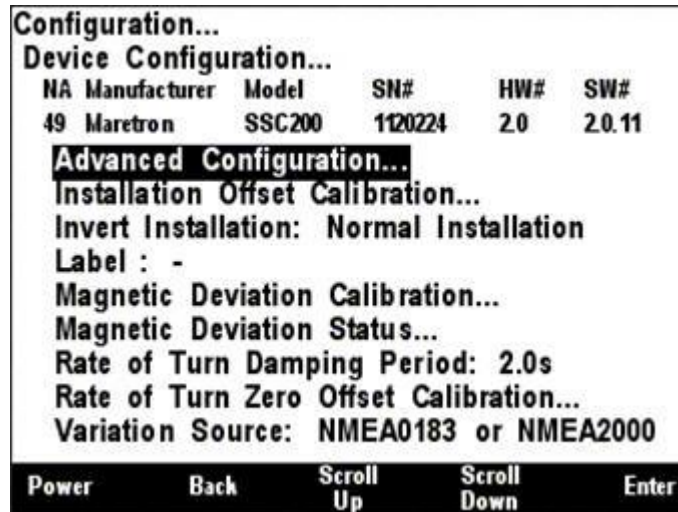 Configuration...
Device Configuration...
NA Manufacturer Model SN# HW# SW#
49 Maretron SSC200 1120224 2.0 2.0.11
Advanced Configuration...
Installation Offset Calibration...
Invert Installation: Normal Installation
Label : -
Magnetic Deviation Calibration...
Magnetic Deviation Status...
Rate of Turn Damping Period: 2.0s
Rate of Turn Zero Offset Calibration...
Variation Source: NMEA0183 or NMEA2000
Power Back Scroll Up Scroll Down Enter